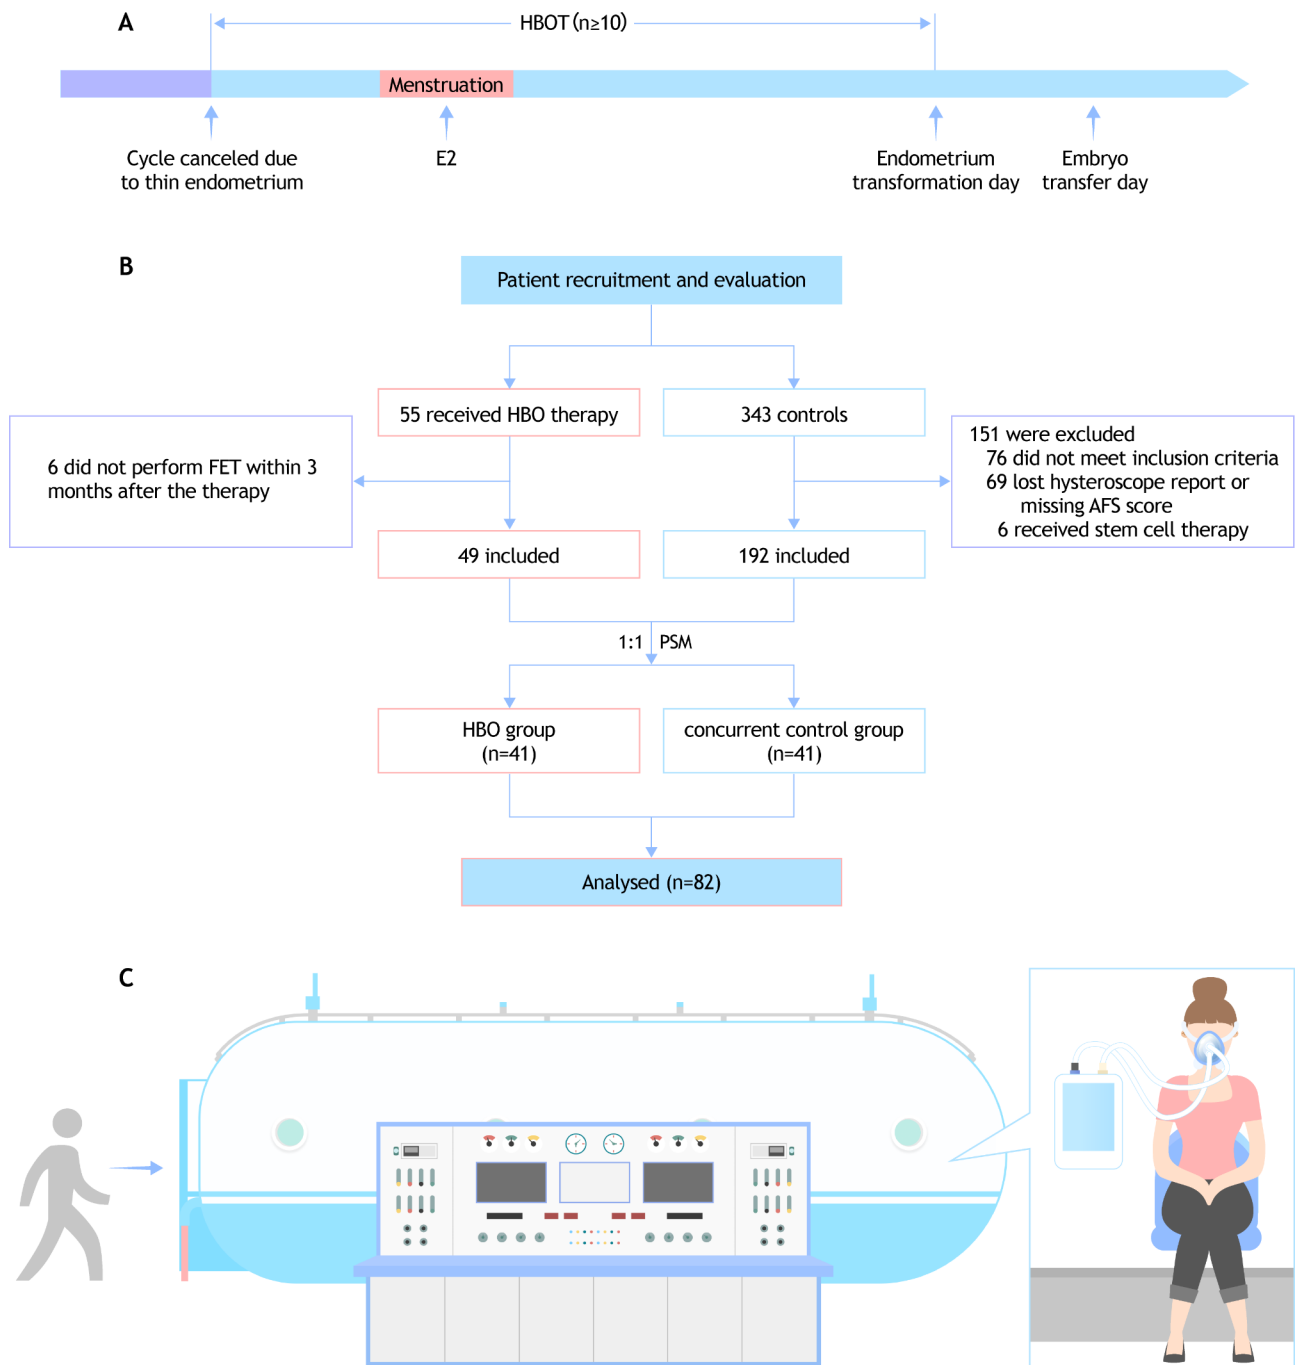 A
HBOT (n≥10)
Menstruation
Cycle canceled due
to thin endometrium
E2
Endometrium
transformation day
Embryo
transfer day
B
Patient recruitment and evaluation
55 received HBO therapy
343 controls
6 did not perform FET within 3
months after the therapy
151 were excluded
76 did not meet inclusion criteria
69 lost hysteroscope report or
missing AFS score
6 received stem cell therapy
49 included
192 included
1:1 PSM
HBO group
(n=41)
concurrent control group
(n=41)
Analysed (n=82)
C